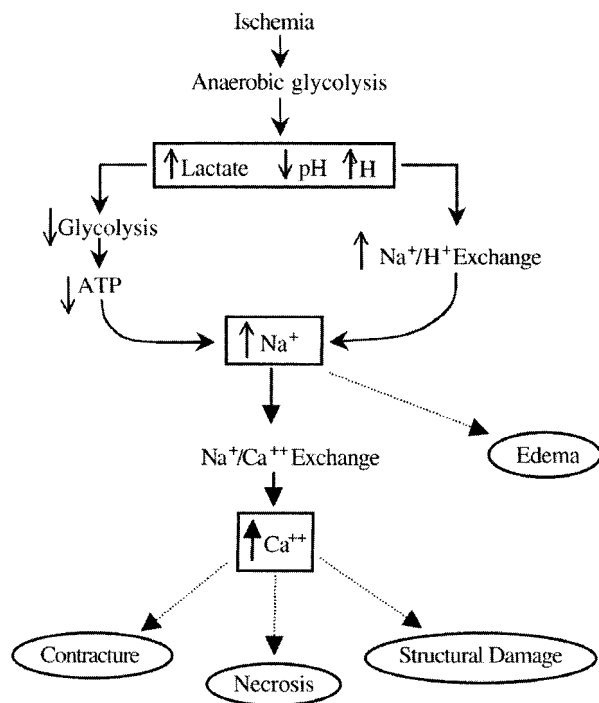 Ischemia
Anaerobic glycolysis
↑ Lactate ↓ pH ↑ H
↓ Glycolysis
↑ Na⁺/H⁺ Exchange
↓ ATP
↑ Na⁺
Na⁺/Ca⁺⁺ Exchange
Edema
↑ Ca⁺⁺
Contracture
Structural Damage
Necrosis